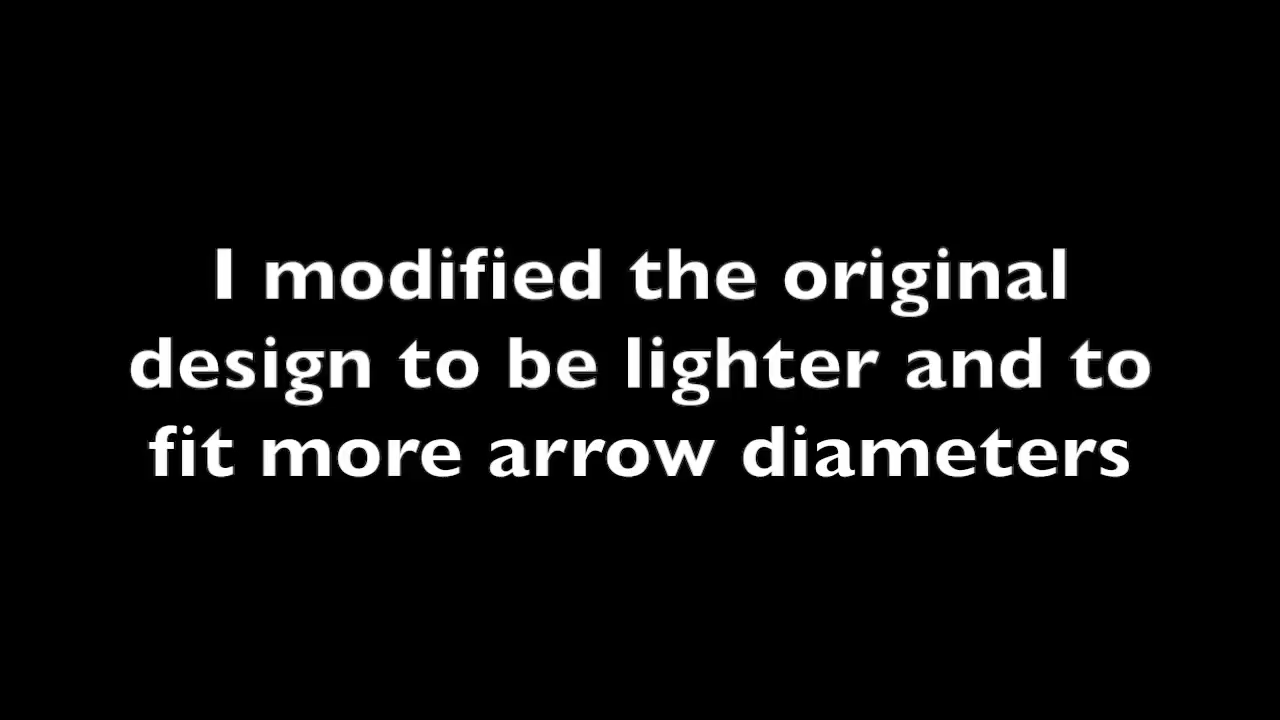 I modified the original
design to be lighter and to
fit more arrow diameters